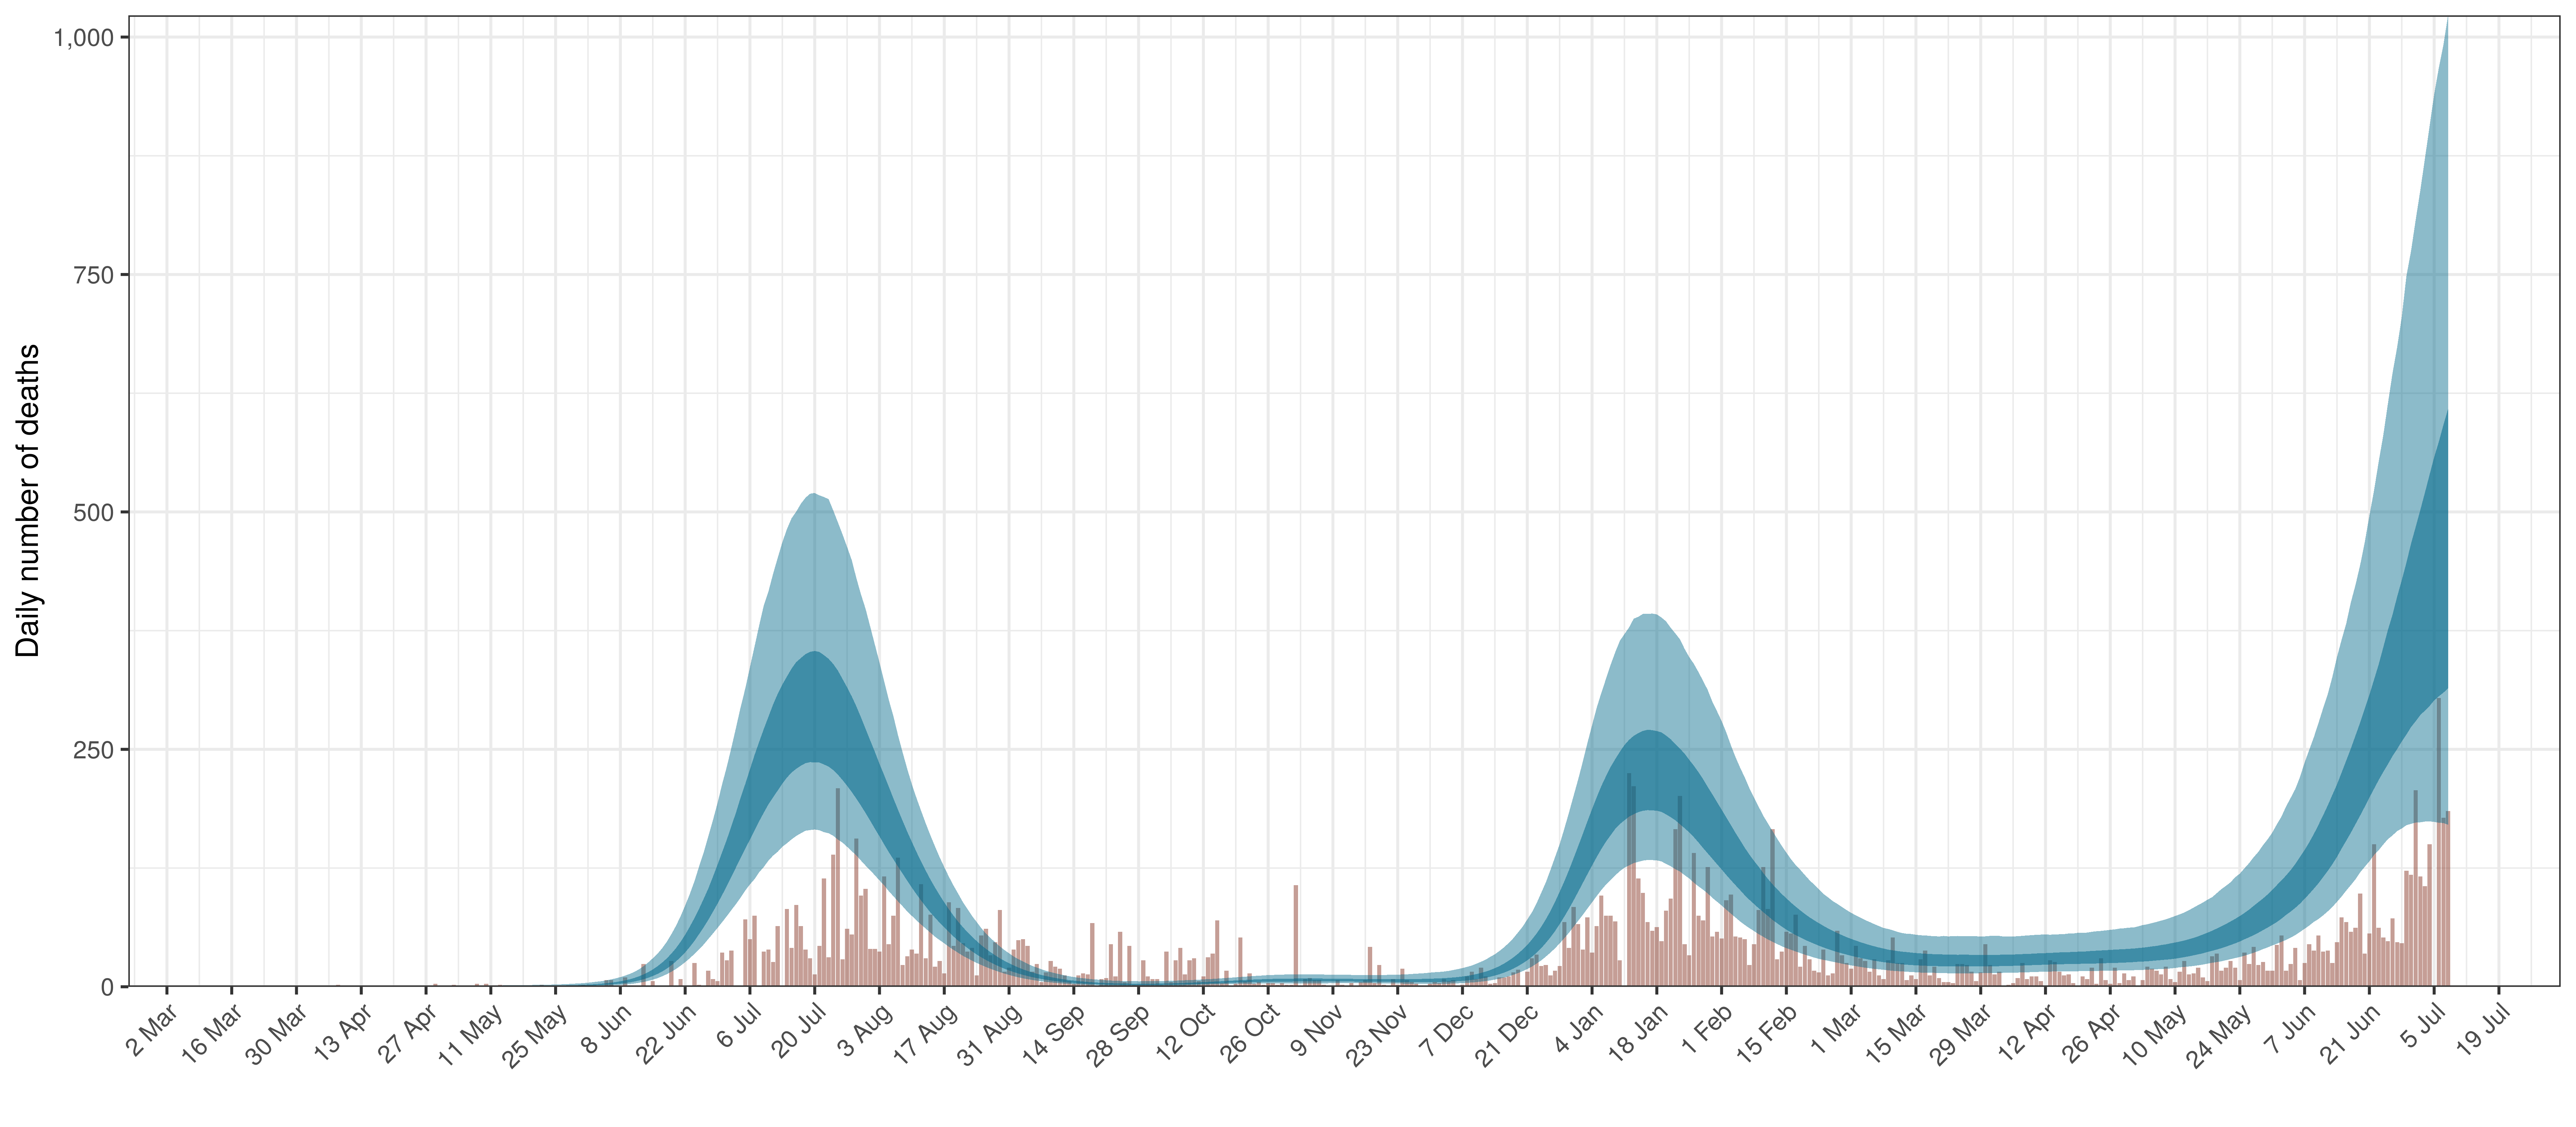 Daily number of deaths
1,000
750
500
250
0
2 Mar
16 Mar
30 Mar
13 Apr
27 Apr
11 May
25 May
8 Jun
22 Jun
6 Jul
20 Jul
3 Aug
17 Aug
31 Aug
14 Sep
28 Sep
12 Oct
26 Oct
9 Nov
23 Nov
7 Dec
21 Dec
4 Jan
18 Jan
1 Feb
15 Feb
1 Mar
15 Mar
29 Mar
12 Apr
26 Apr
10 May
24 May
7 Jun
21 Jun
5 Jul
19 Jul